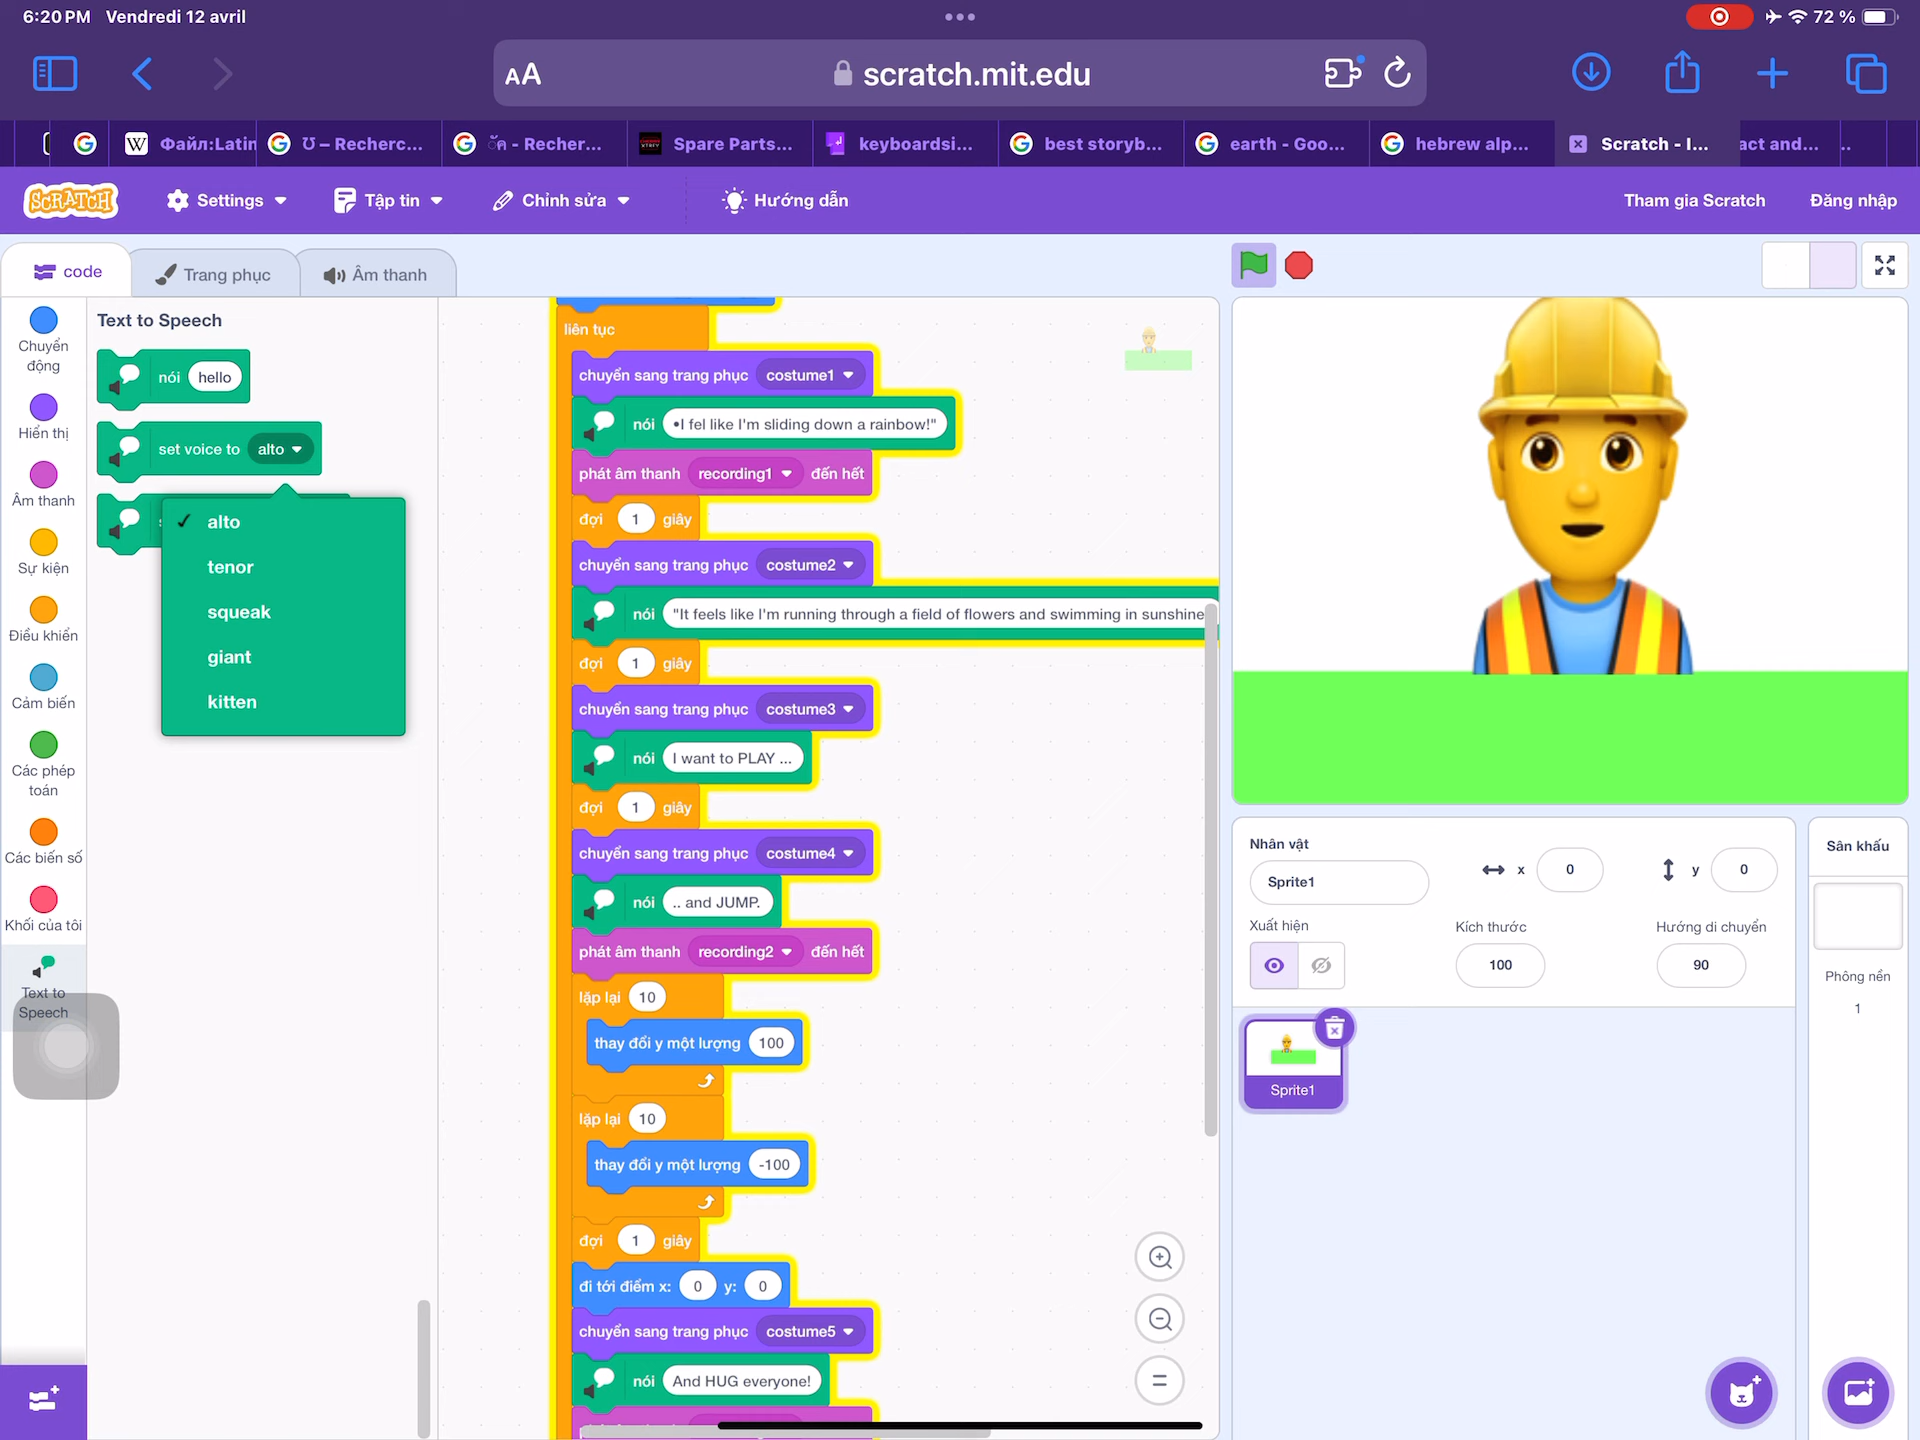 6:20 PM Vendredi 12 avril
72 %
AA scratch.mit.edu
Файл:Latin
Ʊ – Recherc...
- Recher...
Spare Parts...
keyboardsi...
best storyb...
earth - Goo...
hebrew alp...
Scratch - I...
act and...
..
SCRATCH
Settings
Tập tin
Chỉnh sửa
Hướng dẫn
Tham gia Scratch
Đăng nhập
code
Trang phục
Âm thanh
Chuyển động
Hiển thị
Âm thanh
Sự kiện
Điều khiển
Cảm biến
Các phép toán
Các biến số
Khối của tôi
Text to Speech
Text to Speech
nói hello
set voice to alto
alto
tenor
squeak
giant
kitten
liên tục
chuyển sang trang phục costume1
nói •I fel like I'm sliding down a rainbow!"
phát âm thanh recording1 đến hết
đợi 1 giây
chuyển sang trang phục costume2
nói "It feels like I'm running through a field of flowers and swimming in sunshine
đợi 1 giây
chuyển sang trang phục costume3
nói I want to PLAY ...
đợi 1 giây
chuyển sang trang phục costume4
nói .. and JUMP.
phát âm thanh recording2 đến hết
lặp lại 10
thay đổi y một lượng 100
lặp lại 10
thay đổi y một lượng -100
đợi 1 giây
đi tới điểm x: 0 y: 0
chuyển sang trang phục costume5
nói And HUG everyone!
Nhân vật
Sprite1
x 0
y 0
Xuất hiện
Kích thước
100
Hướng di chuyển
90
Sprite1
Sân khấu
Phông nền
1